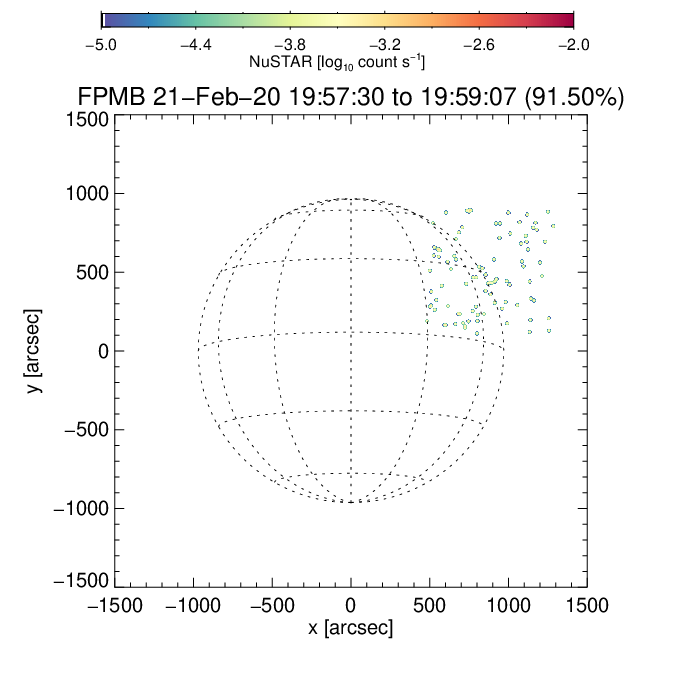 −5.0 −4.4 −3.8 −3.2 −2.6 −2.0
NuSTAR [log₁₀ count s⁻¹]
FPMB 21−Feb−20 19:57:30 to 19:59:07 (91.50%)
1500
1000
500
0
−500
−1000
−1500
y [arcsec]
−1500 −1000 −500 0 500 1000 1500
x [arcsec]